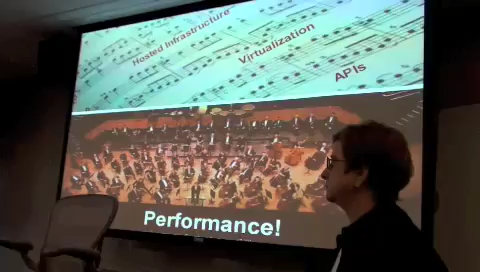 Hosted Infrastructure
Virtualization
APIs
Performance!